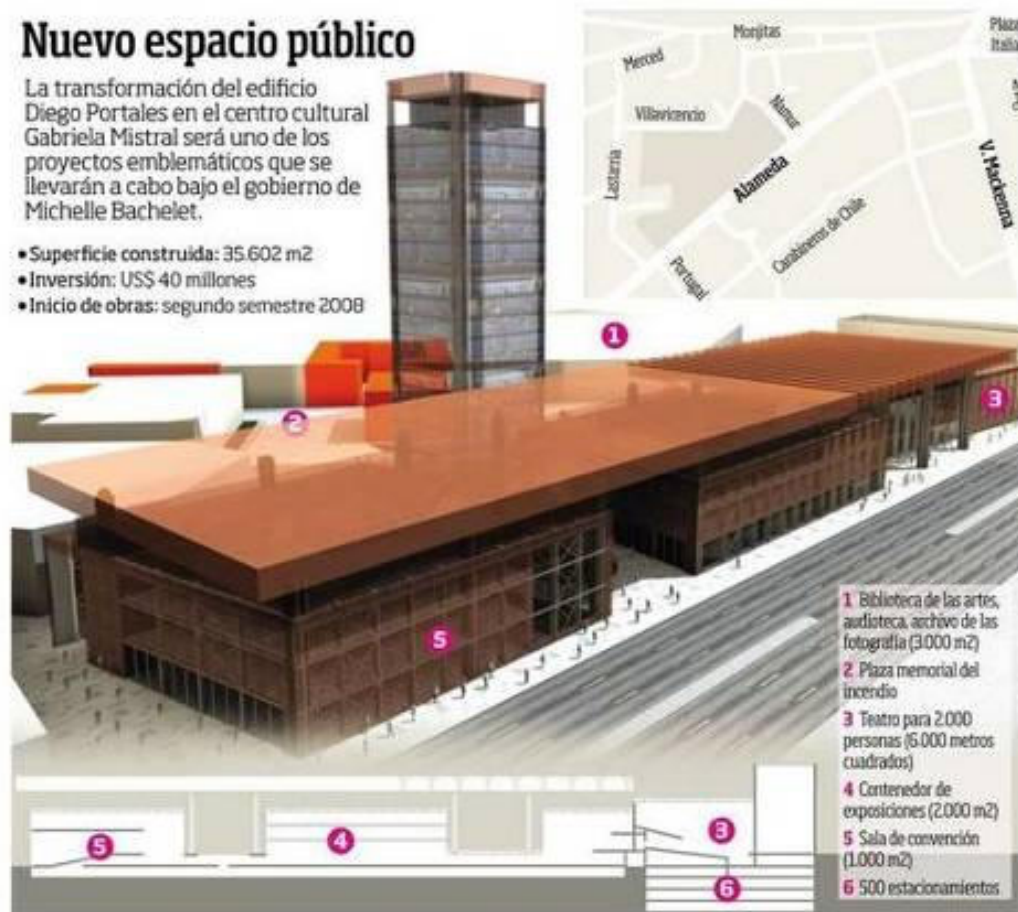 Nuevo espacio público
La transformación del edificio
Diego Portales en el centro cultural
Gabriela Mistral será uno de los
proyectos emblemáticos que se
llevarán a cabo bajo el gobierno de
Michelle Bachelet.
• Superficie construida: 35.602 m2
• Inversión: US$ 40 millones
• Inicio de obras: segundo semestre 2008
Monjitas
Plaza
Italia
Merced
Villavicencio
Namur
Lastarria
Alameda
V. Mackenna
Carabineros de Chile
Portugal
1
2
3
5
1 Biblioteca de las artes,
audioteca, archivo de las
fotografía (3.000 m2)
2 Plaza memorial del
incendio
3 Teatro para 2.000
personas (6.000 metros
cuadrados)
4 Contenedor de
exposiciones (2.000 m2)
5 Sala de convención
(1.000 m2)
6 500 estacionamientos
5
4
3
6